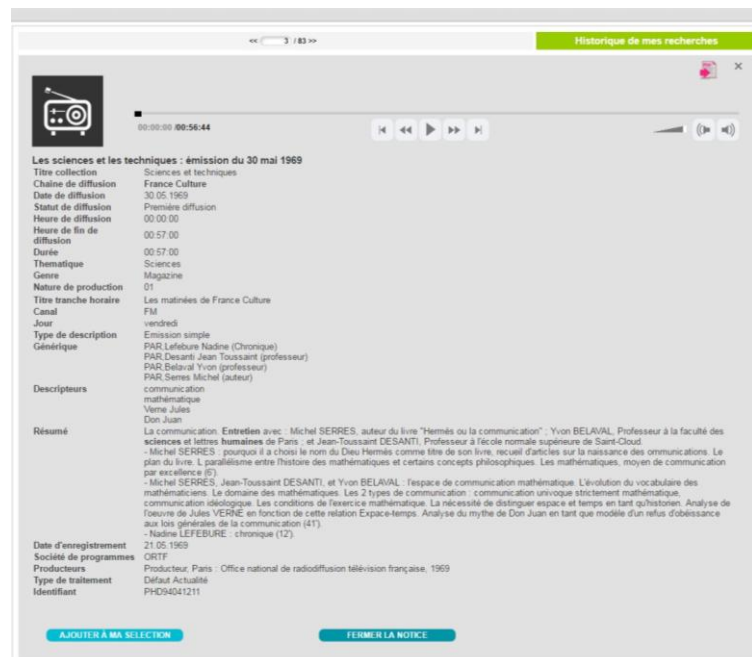 << 3 / 83 >>
Historique de mes recherches
×
00:00:00 /00:56:44
Les sciences et les techniques : émission du 30 mai 1969
Titre collection Sciences et techniques
Chaine de diffusion France Culture
Date de diffusion 30.05.1969
Statut de diffusion Première diffusion
Heure de diffusion 00:00:00
Heure de fin de
diffusion 00:57:00
Durée 00:57:00
Thematique Sciences
Genre Magazine
Nature de production 01
Titre tranche horaire Les matinées de France Culture
Canal FM
Jour vendredi
Type de description Emission simple
Générique PAR,Lefebure Nadine (Chronique)
PAR,Desanti Jean Toussaint (professeur)
PAR,Belaval Yvon (professeur)
PAR,Serres Michel (auteur)
Descripteurs communication
mathématique
Verne Jules
Don Juan
Résumé La communication. Entretien avec : Michel SERRES, auteur du livre "Hermés ou la communication" ; Yvon BELAVAL, Professeur à la faculté des
sciences et lettres humaines de Paris ; et Jean-Toussaint DESANTI, Professeur à l'école normale supérieure de Saint-Cloud.
- Michel SERRES : pourquoi il a choisi le nom du Dieu Hermés comme titre de son livre, recueil d'articles sur la naissance des ommunications. Le
plan du livre. L parallélisme entre l'histoire des mathématiques et certains concepts philosophiques. Les mathématiques, moyen de communication
par excellence (6').
- Michel SERRES, Jean-Toussaint DESANTI, et Yvon BELAVAL : l'espace de communication mathématique. L'évolution du vocabulaire des
mathématiciens. Le domaine des mathématiques. Les 2 types de communication : communication univoque strictement mathématique,
communication idéologique. Les conditions de l'exercice mathématique. La nécessité de distinguer espace et temps en tant qu'historien. Analyse de
l'oeuvre de Jules VERNE en fonction de cette relation Expace-temps. Analyse du mythe de Don Juan en tant que modèle d'un refus d'obéissance
aux lois générales de la communication (41').
- Nadine LEFEBURE : chronique (12').
Date d'enregistrement 21.05.1969
Société de programmes ORTF
Producteurs Producteur, Paris : Office national de radiodiffusion télévision française, 1969
Type de traitement Défaut Actualité
Identifiant PHD94041211
AJOUTER À MA SELECTION FERMER LA NOTICE